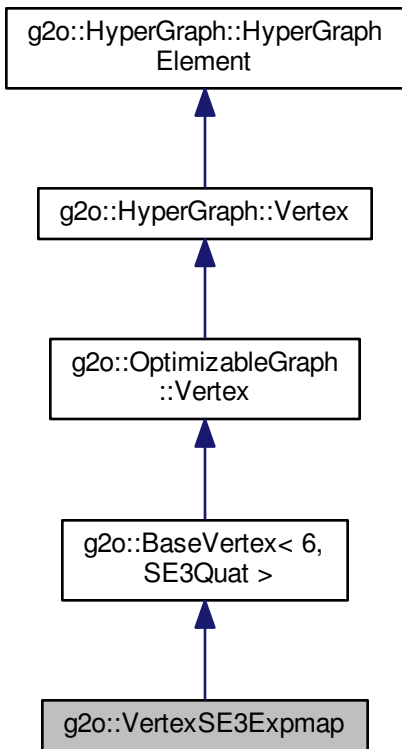 g2o::HyperGraph::HyperGraph
Element
g2o::HyperGraph::Vertex
g2o::OptimizableGraph
::Vertex
g2o::BaseVertex< 6,
SE3Quat >
g2o::VertexSE3Expmap